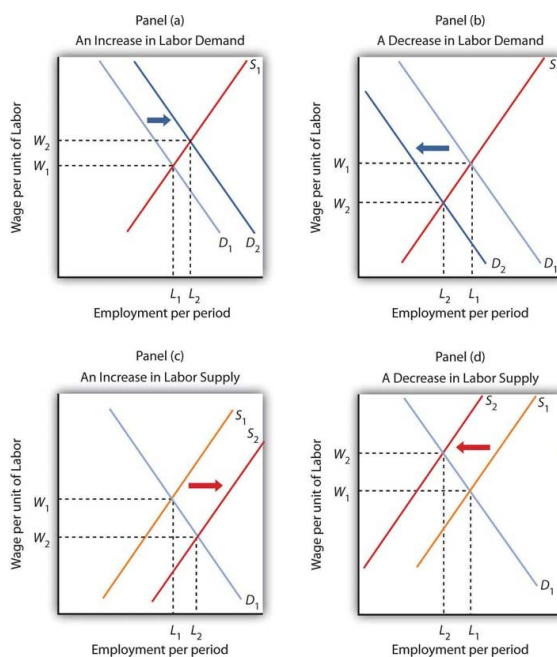 Panel (a)
An Increase in Labor Demand
Wage per unit of Labor
W2
W1
S1
D1
D2
L1
L2
Employment per period
Panel (b)
A Decrease in Labor Demand
Wage per unit of Labor
W1
W2
S
D2
D1
L2
L1
Employment per period
Panel (c)
An Increase in Labor Supply
Wage per unit of Labor
W1
W2
S1
S2
D1
L1
L2
Employment per period
Panel (d)
A Decrease in Labor Supply
Wage per unit of Labor
W2
W1
S2
S1
D1
L2
L1
Employment per period